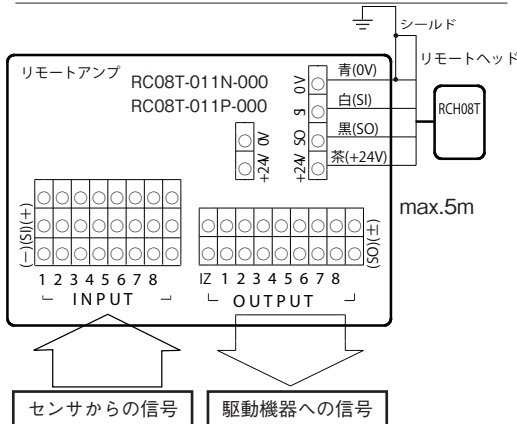 シールド
リモートヘッド
リモートアンプ
RC08T-011N-000
RC08T-011P-000
0V
SI
SO
+24V
青(0V)
白(SI)
黒(SO)
茶(+24V)
RCH08T
0V
+24V
max.5m
(−)(SI)(+)
1 2 3 4 5 6 7 8
INPUT
(SO)(±)
IZ 1 2 3 4 5 6 7 8
OUTPUT
センサからの信号
駆動機器への信号